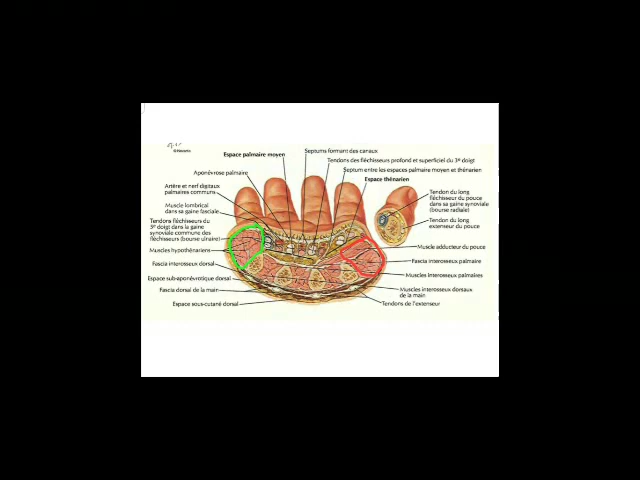 Septums formant des canaux
Espace palmaire moyen
Tendons des fléchisseurs profond et superficiel du 3ᵉ doigt
Septum entre les espaces palmaire moyen et thénarien
Aponévrose palmaire
Espace thénarien
Artère et nerf digitaux
palmaires communs
Muscle lombrical
dans sa gaine fasciale
Tendons fléchisseurs du
5ᵉ doigt dans la gaine
synoviale commune des
fléchisseurs (bourse ulnaire)
Muscles hypothénariens
Fascia interosseux dorsal
Espace sub-aponévrotique dorsal
Fascia dorsal de la main
Espace sous-cutané dorsal
Tendon du long
fléchisseur du pouce
dans sa gaine synoviale
(bourse radiale)
Tendon du long
extenseur du pouce
Muscle adducteur du pouce
Fascia interosseux palmaire
Muscles interosseux palmaires
Muscles interosseux dorsaux
de la main
Tendons de l'extenseur